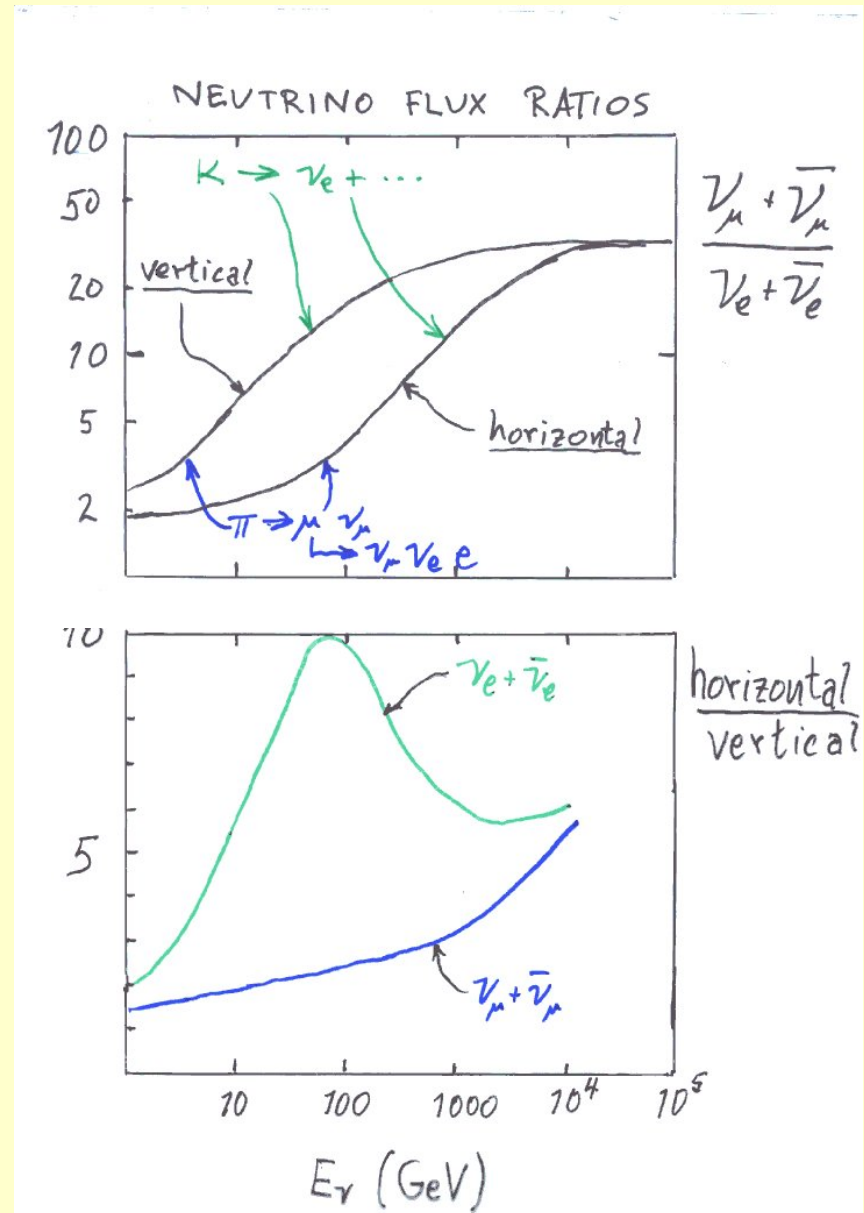 NEUTRINO FLUX RATIOS
100
50
20
10
5
2
K → νe + ...
vertical
horizontal
π → μ νμ
↳ νμ νe e
νμ + ν̄μ
νe + ν̄e
10
5
νe + ν̄e
νμ + ν̄μ
horizontal
vertical
10 100 1000 10⁴ 10⁵
Eν (GeV)